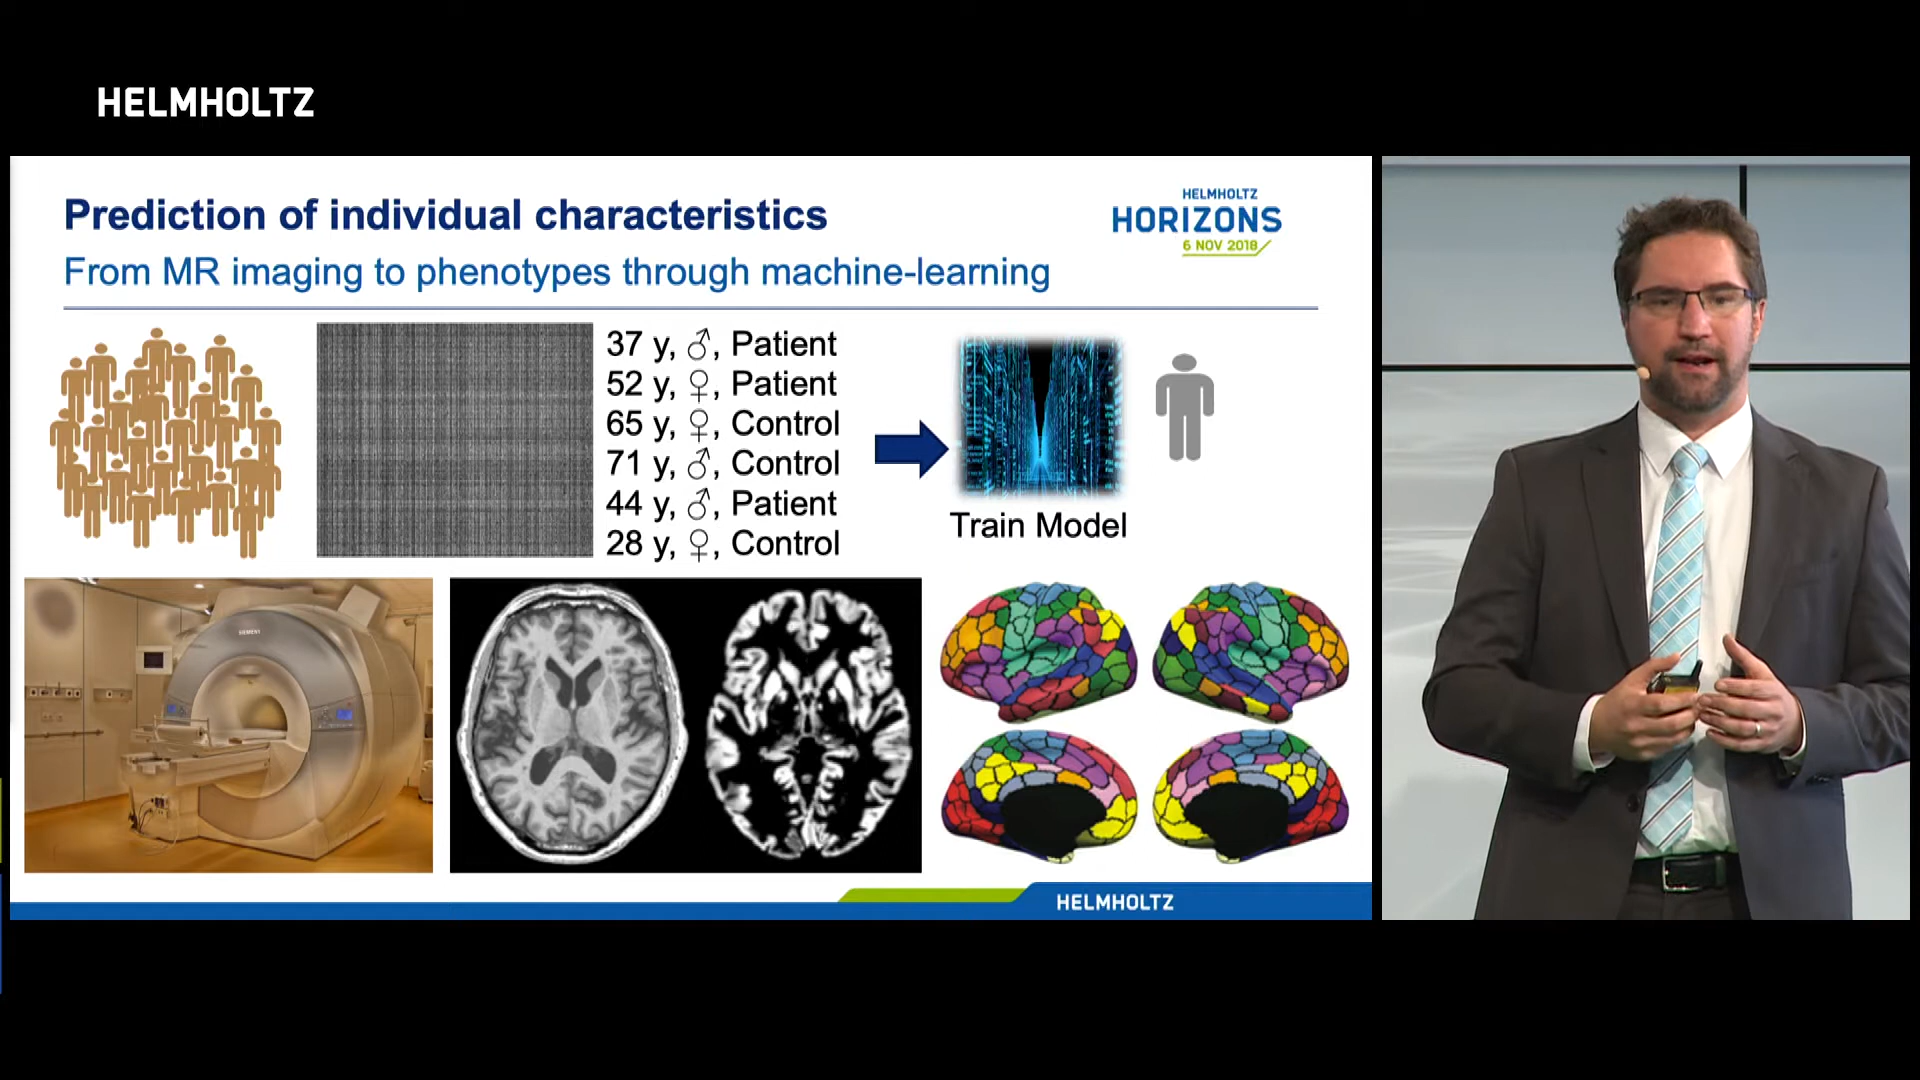 HELMHOLTZ
Prediction of individual characteristics
From MR imaging to phenotypes through machine-learning
HELMHOLTZ
HORIZONS
6 NOV 2018
37 y, ♂, Patient
52 y, ♀, Patient
65 y, ♀, Control
71 y, ♂, Control
44 y, ♂, Patient
28 y, ♀, Control
Train Model
SIEMENS
HELMHOLTZ